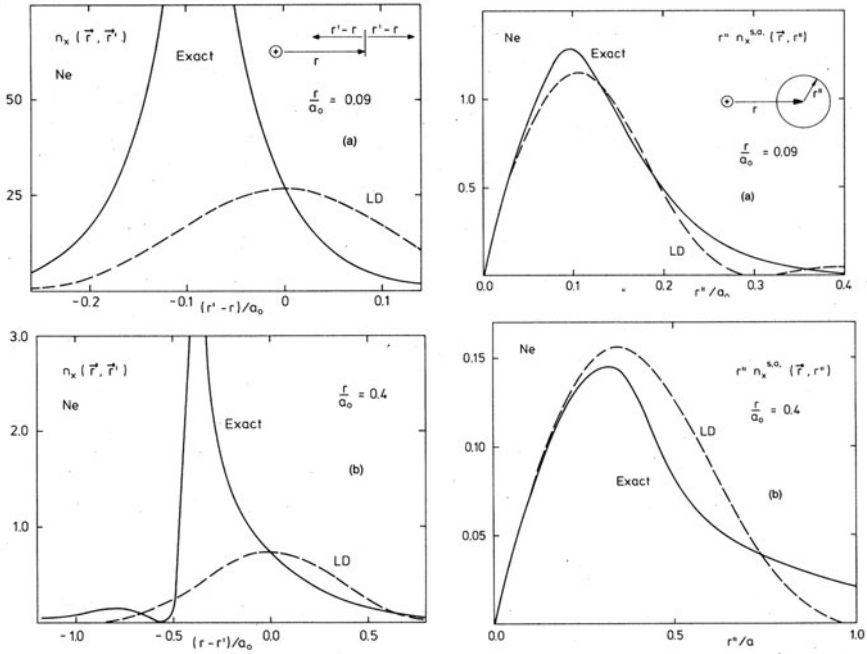 n_x (r⃗, r⃗'.)
Ne
Exact
r'−r r'−r
r
r/a₀ = 0.09
(a)
LD
75
50
25
−0.2 −0.1 0 0.1
(r'−r)/a₀
Ne
r" n_x^s,a. (r⃗, r")
Exact
r"
r
r/a₀ = 0.09
(a)
LD
1.0
0.5
0.0 0.1 0.2 0.3 0.4
r"/a₀
3.0
n_x (r⃗, r⃗')
Ne
r/a₀ = 0.4
Exact
(b)
2.0
LD
1.0
−1.0 −0.5 0.0 0.5
(r−r')/a₀
Ne
r" n_x^s,a. (r⃗, r")
r/a₀ = 0.4
LD
Exact
(b)
0.15
0.10
0.05
0.0 0.5 1.0
r"/a